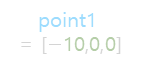 point1
= [−10,0,0]